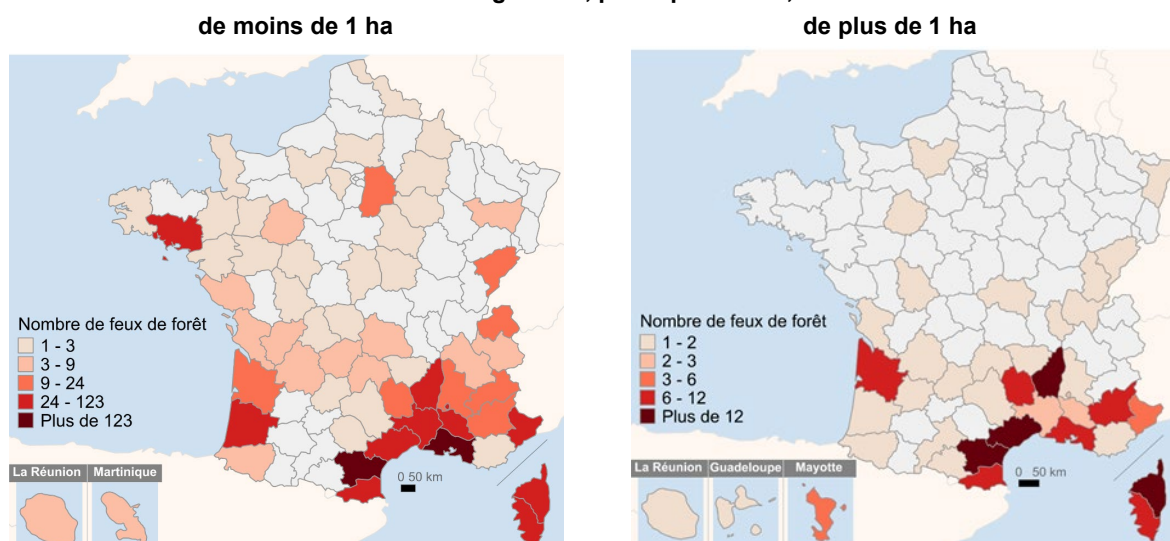 de moins de 1 ha
de plus de 1 ha
Nombre de feux de forêt
1 - 3
3 - 9
9 - 24
24 - 123
Plus de 123
La Réunion
Martinique
0 50 km
Nombre de feux de forêt
1 - 2
2 - 3
3 - 6
6 - 12
Plus de 12
La Réunion
Guadeloupe
Mayotte
0 50 km